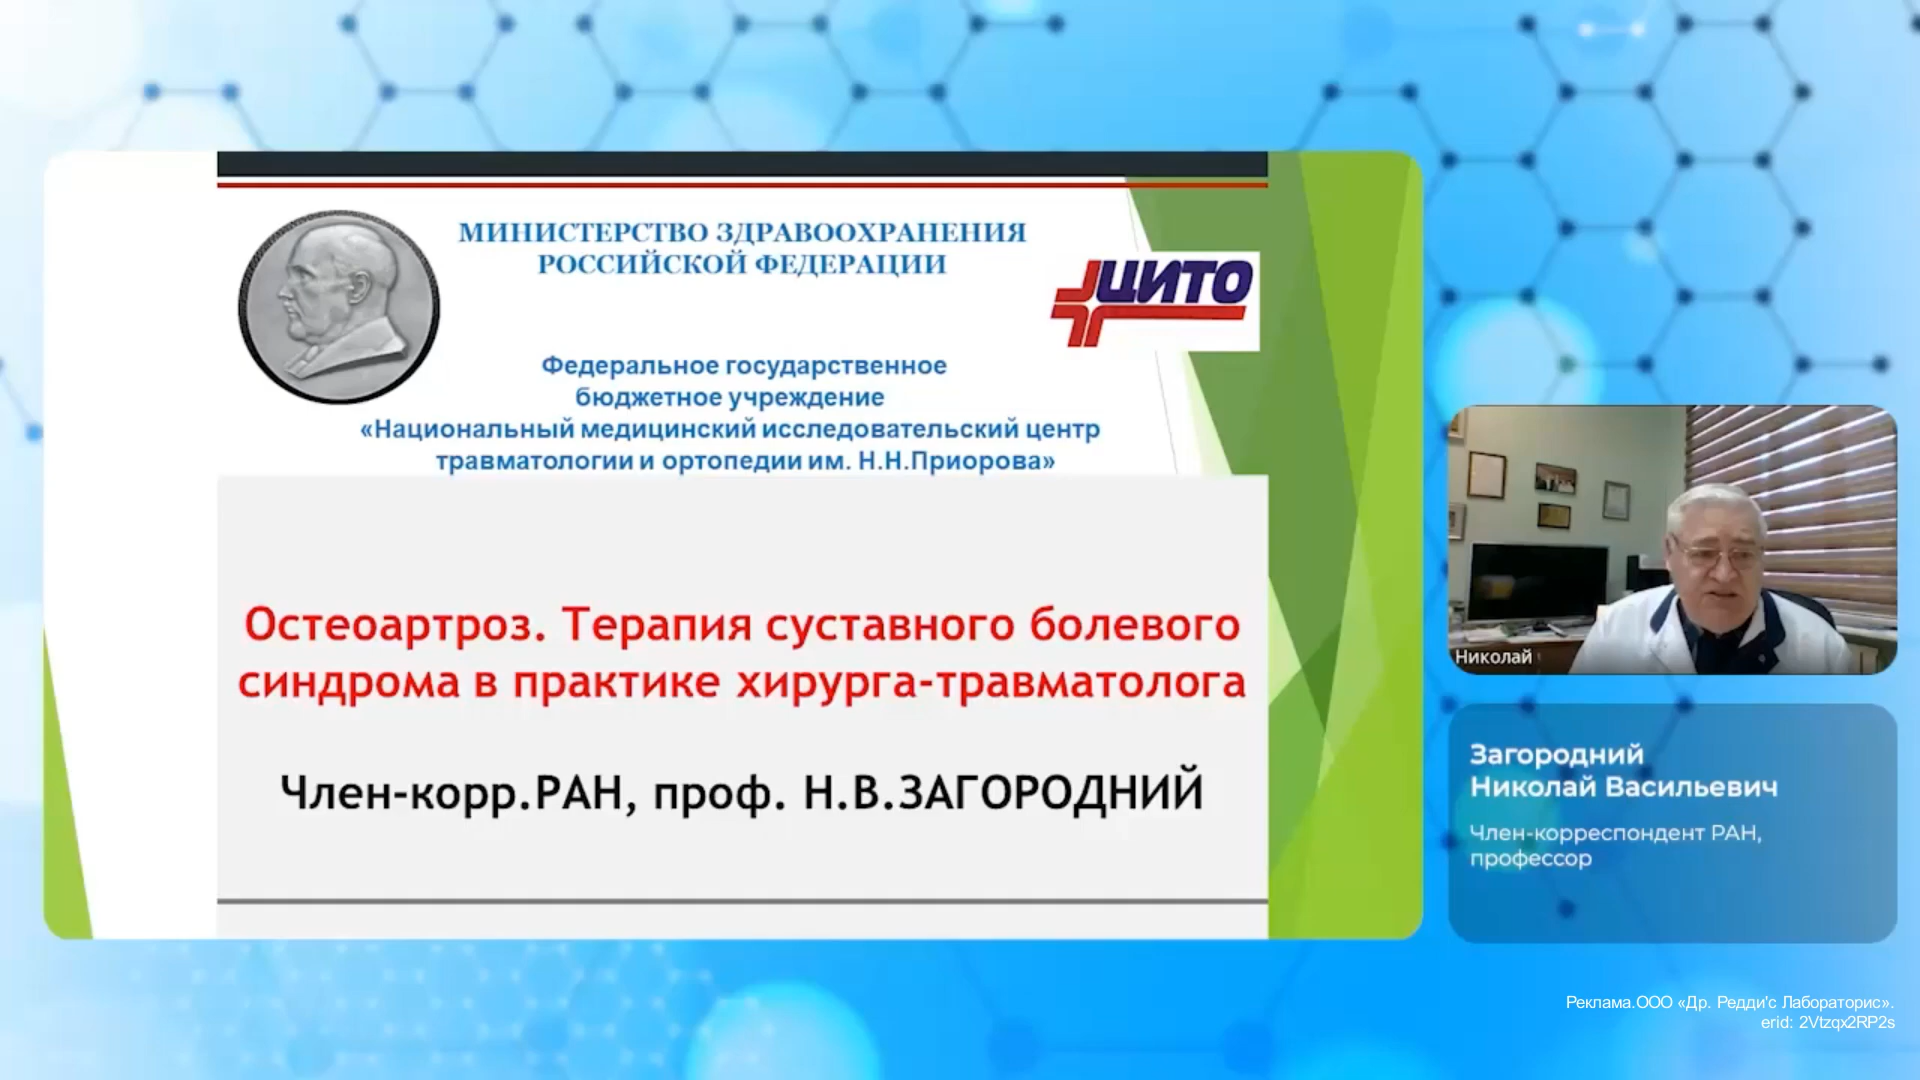 МИНИСТЕРСТВО ЗДРАВООХРАНЕНИЯ
РОССИЙСКОЙ ФЕДЕРАЦИИ
ЦИТО
Федеральное государственное
бюджетное учреждение
«Национальный медицинский исследовательский центр
травматологии и ортопедии им. Н.Н.Приорова»
Остеоартроз. Терапия суставного болевого
синдрома в практике хирурга-травматолога
Член-корр.РАН, проф. Н.В.ЗАГОРОДНИЙ
Николай
Загородний
Николай Васильевич
Член-корреспондент РАН,
профессор
Реклама.ООО «Др. Редди'с Лабораторис».
erid: 2Vtzqx2RP2s